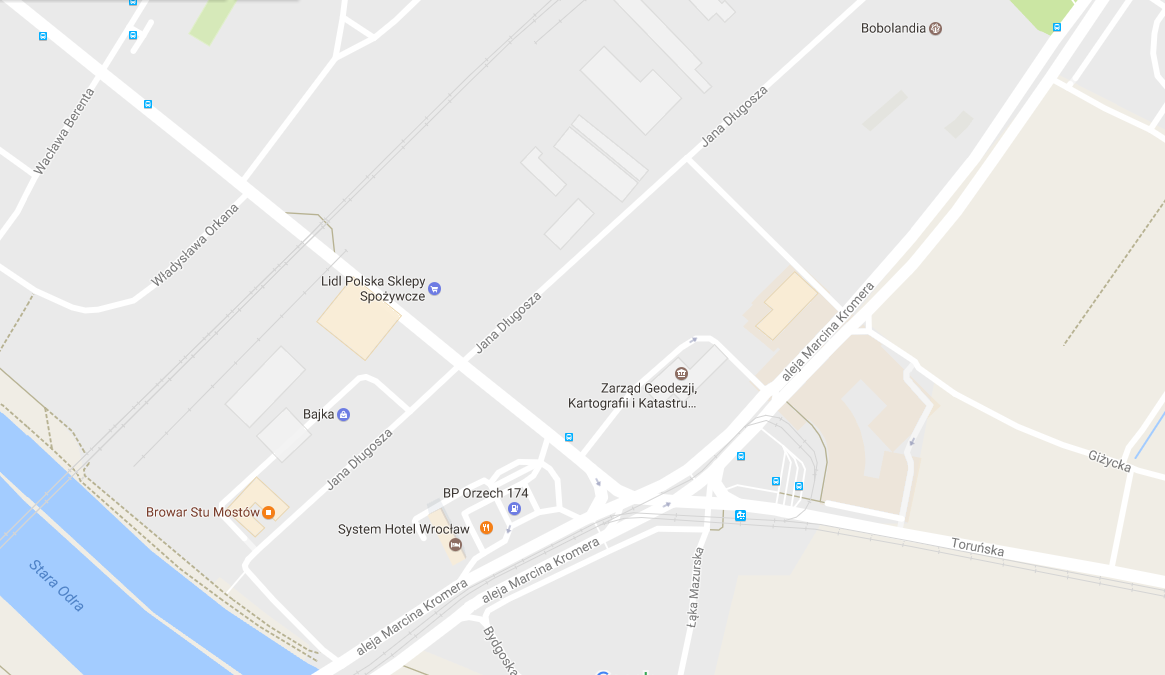 Bobolandia
Jana Długosza
Wacława Berenta
Władysława Orkana
Lidl Polska Sklepy
Spożywcze
Jana Długosza
aleja Marcina Kromera
Zarząd Geodezji,
Kartografii i Katastru...
Bajka
Jana Długosza
Giżycka
BP Orzech 174
Browar Stu Mostów
System Hotel Wrocław
Toruńska
aleja Marcina Kromera
Stara Odra
Łąka Mazurska
aleja Marcina Kromera
Bydgoska